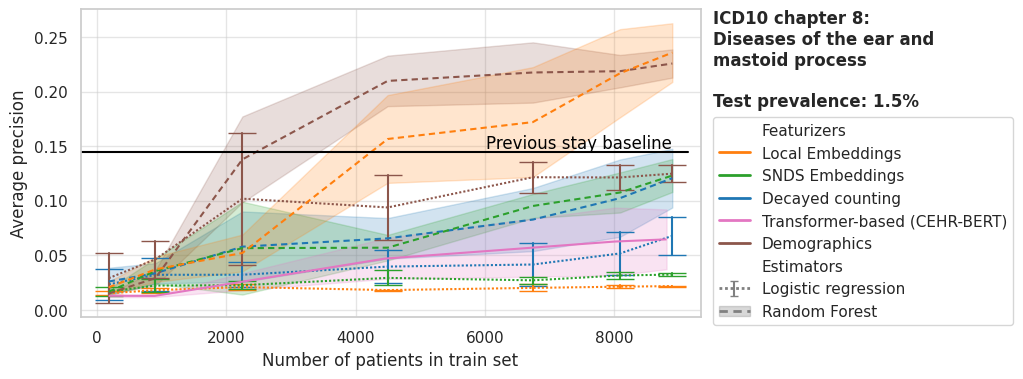 ICD10 chapter 8:
Diseases of the ear and
mastoid process
Test prevalence: 1.5%
Average precision
0.25
0.20
0.15
0.10
0.05
0.00
Previous stay baseline
0
2000
4000
6000
8000
Number of patients in train set
Featurizers
Local Embeddings
SNDS Embeddings
Decayed counting
Transformer-based (CEHR-BERT)
Demographics
Estimators
Logistic regression
Random Forest